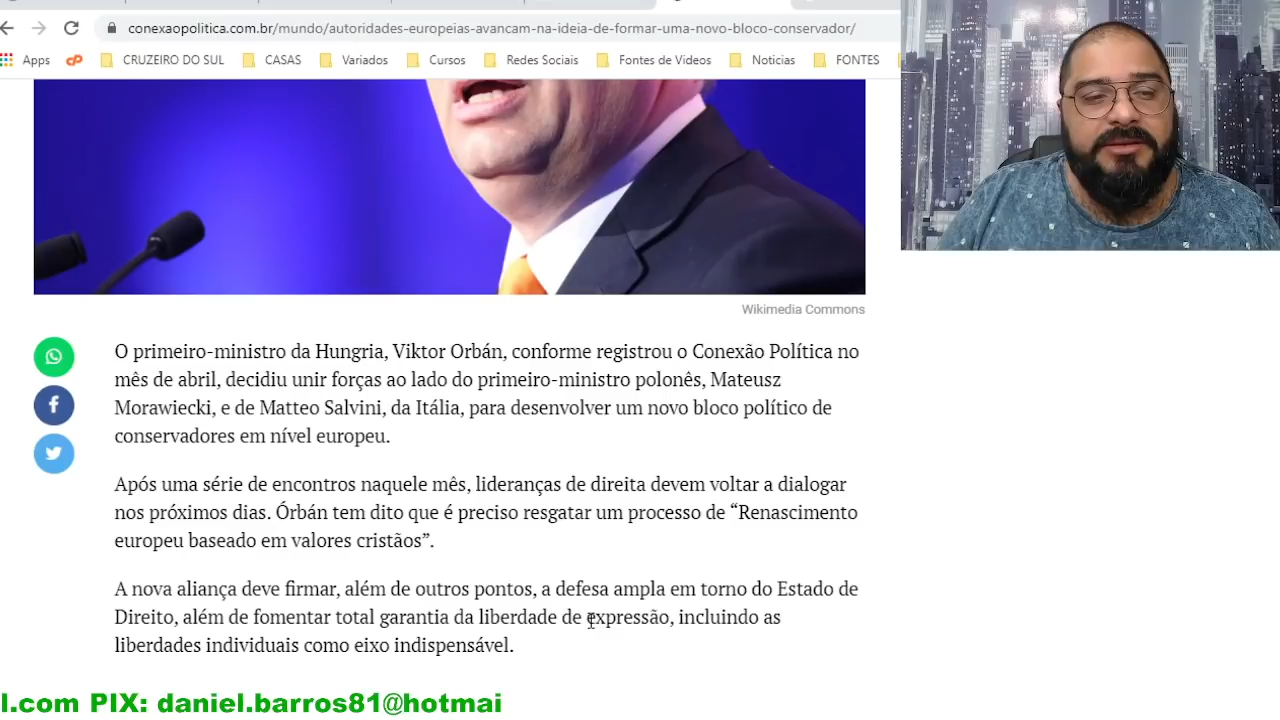 conexaopolitica.com.br/mundo/autoridades-europeias-avancam-na-ideia-de-formar-uma-novo-bloco-conservador/
Apps CRUZEIRO DO SUL CASAS Variados Cursos Redes Sociais Fontes de Videos Noticias FONTES
Wikimedia Commons
O primeiro-ministro da Hungria, Viktor Orbán, conforme registrou o Conexão Política no
mês de abril, decidiu unir forças ao lado do primeiro-ministro polonês, Mateusz
Morawiecki, e de Matteo Salvini, da Itália, para desenvolver um novo bloco político de
conservadores em nível europeu.
Após uma série de encontros naquele mês, lideranças de direita devem voltar a dialogar
nos próximos dias. Órbán tem dito que é preciso resgatar um processo de “Renascimento
europeu baseado em valores cristãos”.
A nova aliança deve firmar, além de outros pontos, a defesa ampla em torno do Estado de
Direito, além de fomentar total garantia da liberdade de expressão, incluindo as
liberdades individuais como eixo indispensável.
l.com PIX: daniel.barros81@hotmai